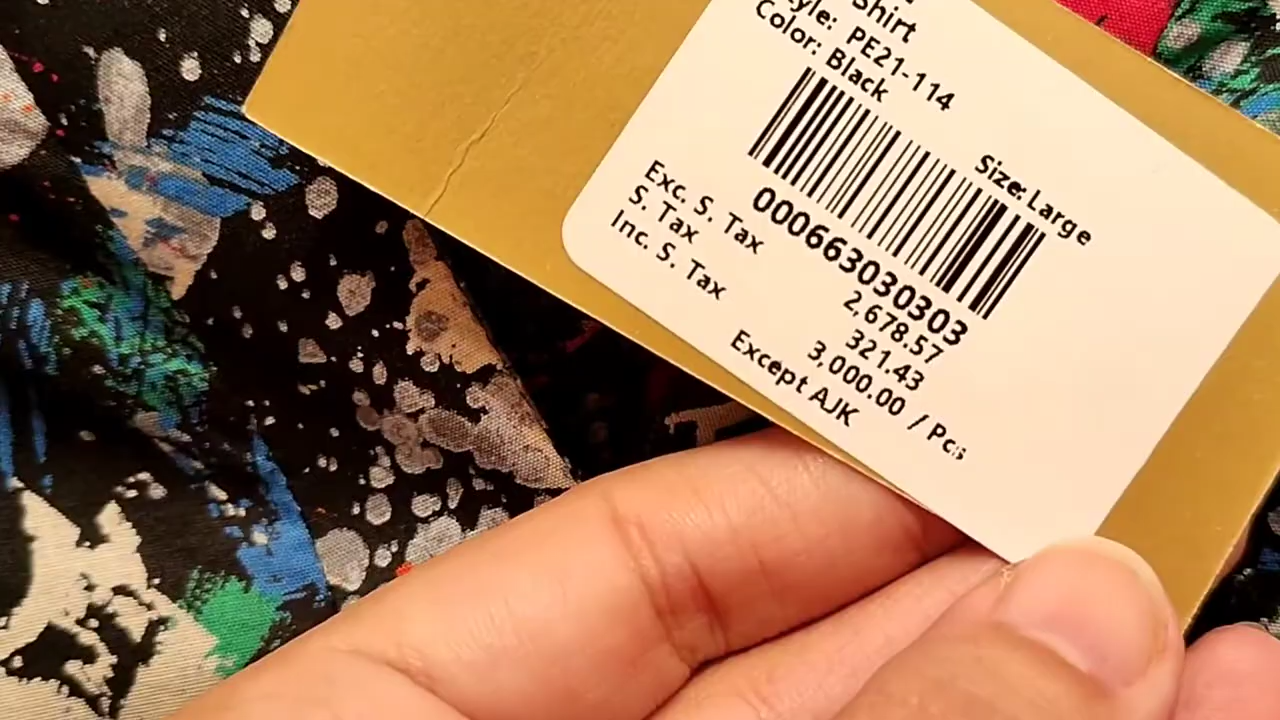 Shirt
Style: PE21-114
Color: Black
Size: Large
000663030303
Exc. S. Tax 2,678.57
S. Tax 321.43
Inc. S. Tax 3,000.00 / Pcs
Except AJK